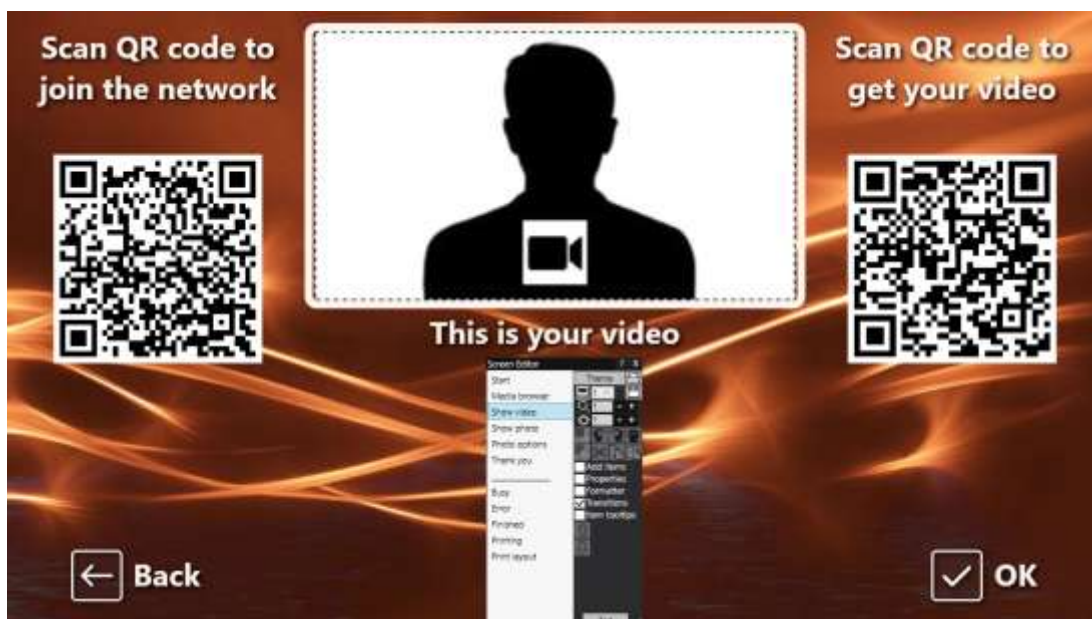 Scan QR code to
join the network
Scan QR code to
get your video
This is your video
Screen Editor
? X
Start
Media browser
Show video
Show photo
Photo options
Thank you
Busy
Error
Finished
Printing
Print layout
Theme
Add items
Properties
Formatter
Transitions
Item tooltips
Back
OK